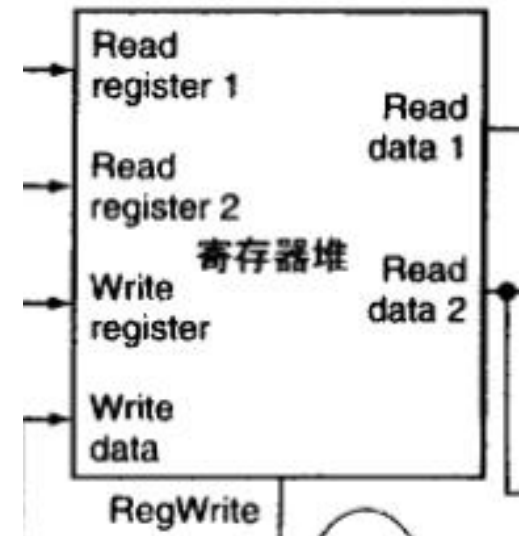 Read
register 1
Read
data 1
Read
register 2
寄存器堆
Read
data 2
Write
register
Write
data
RegWrite